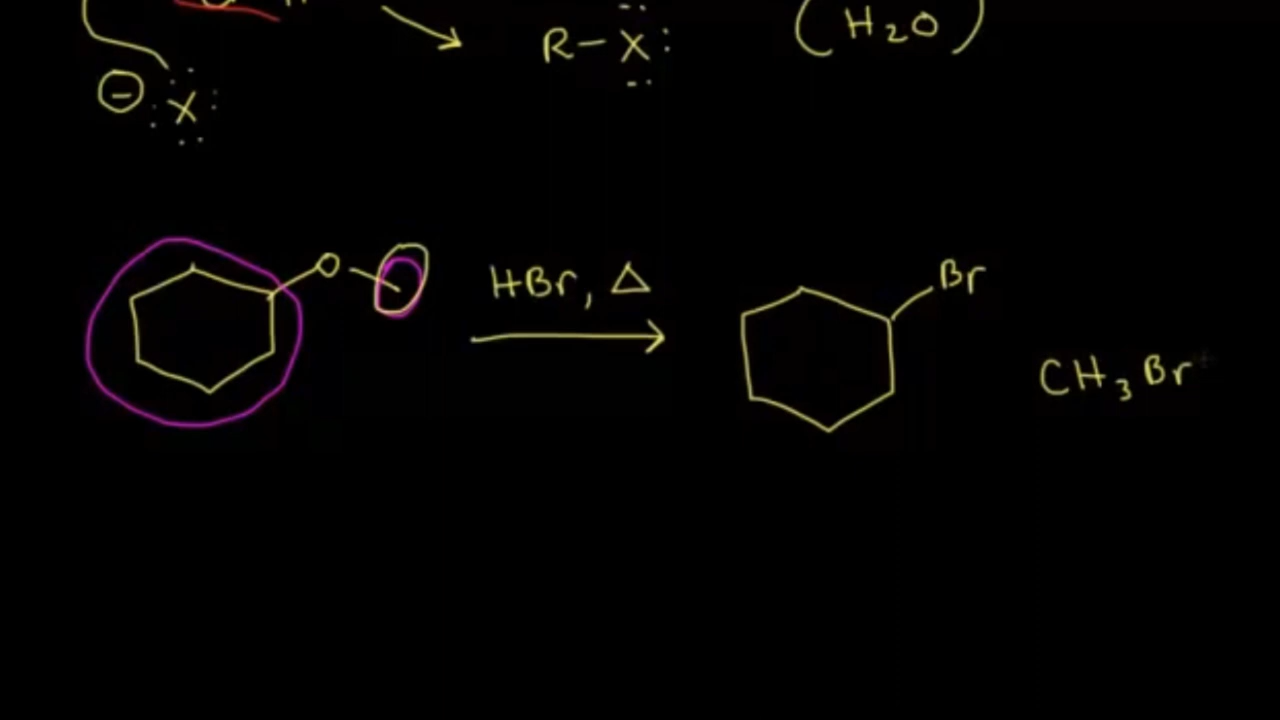 R-X: (H₂O)
⊖ :X:
O HBr, Δ Br
CH₃Br